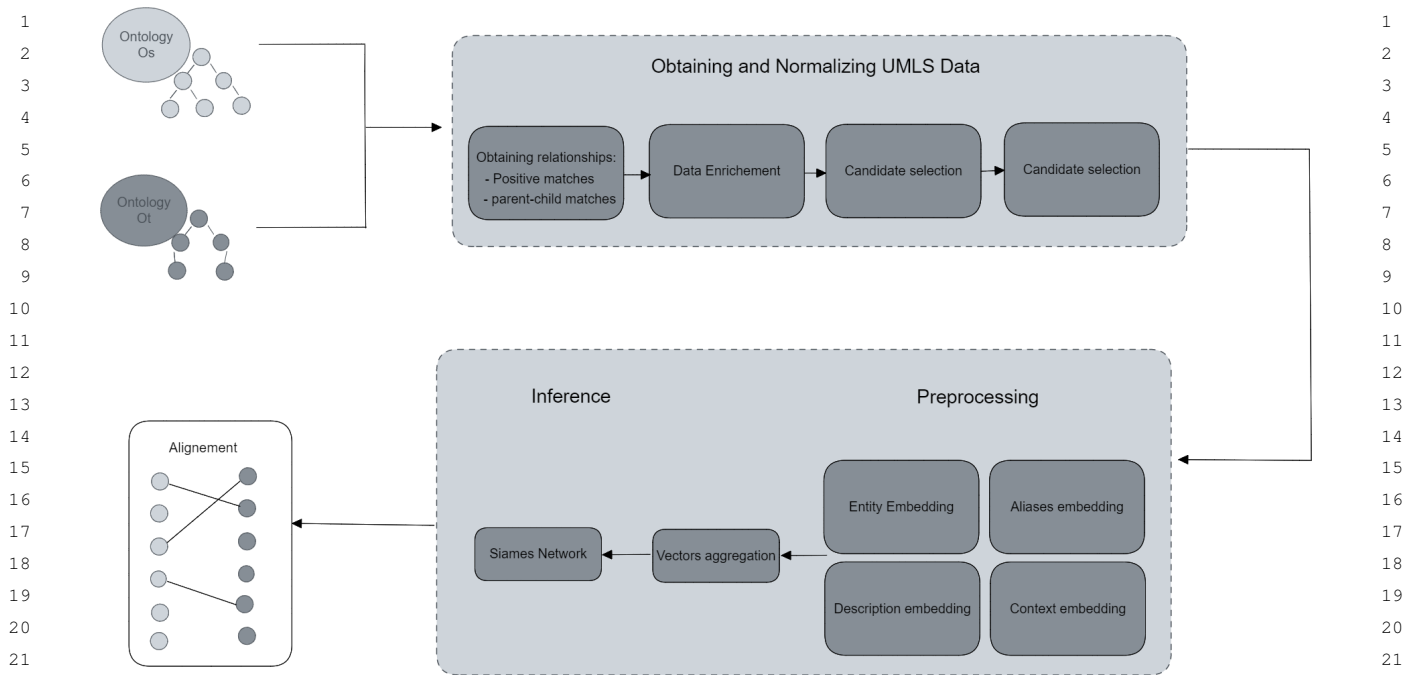 1
2
3
4
5
6
7
8
9
10
11
12
13
14
15
16
17
18
19
20
21
Ontology
Os
Ontology
Ot
Obtaining and Normalizing UMLS Data
Obtaining relationships:
- Positive matches
- parent-child matches
Data Enrichement
Candidate selection
Candidate selection
Inference
Preprocessing
Alignement
Siames Network
Vectors aggregation
Entity Embedding
Aliases embedding
Description embedding
Context embedding
1
2
3
4
5
6
7
8
9
10
11
12
13
14
15
16
17
18
19
20
21